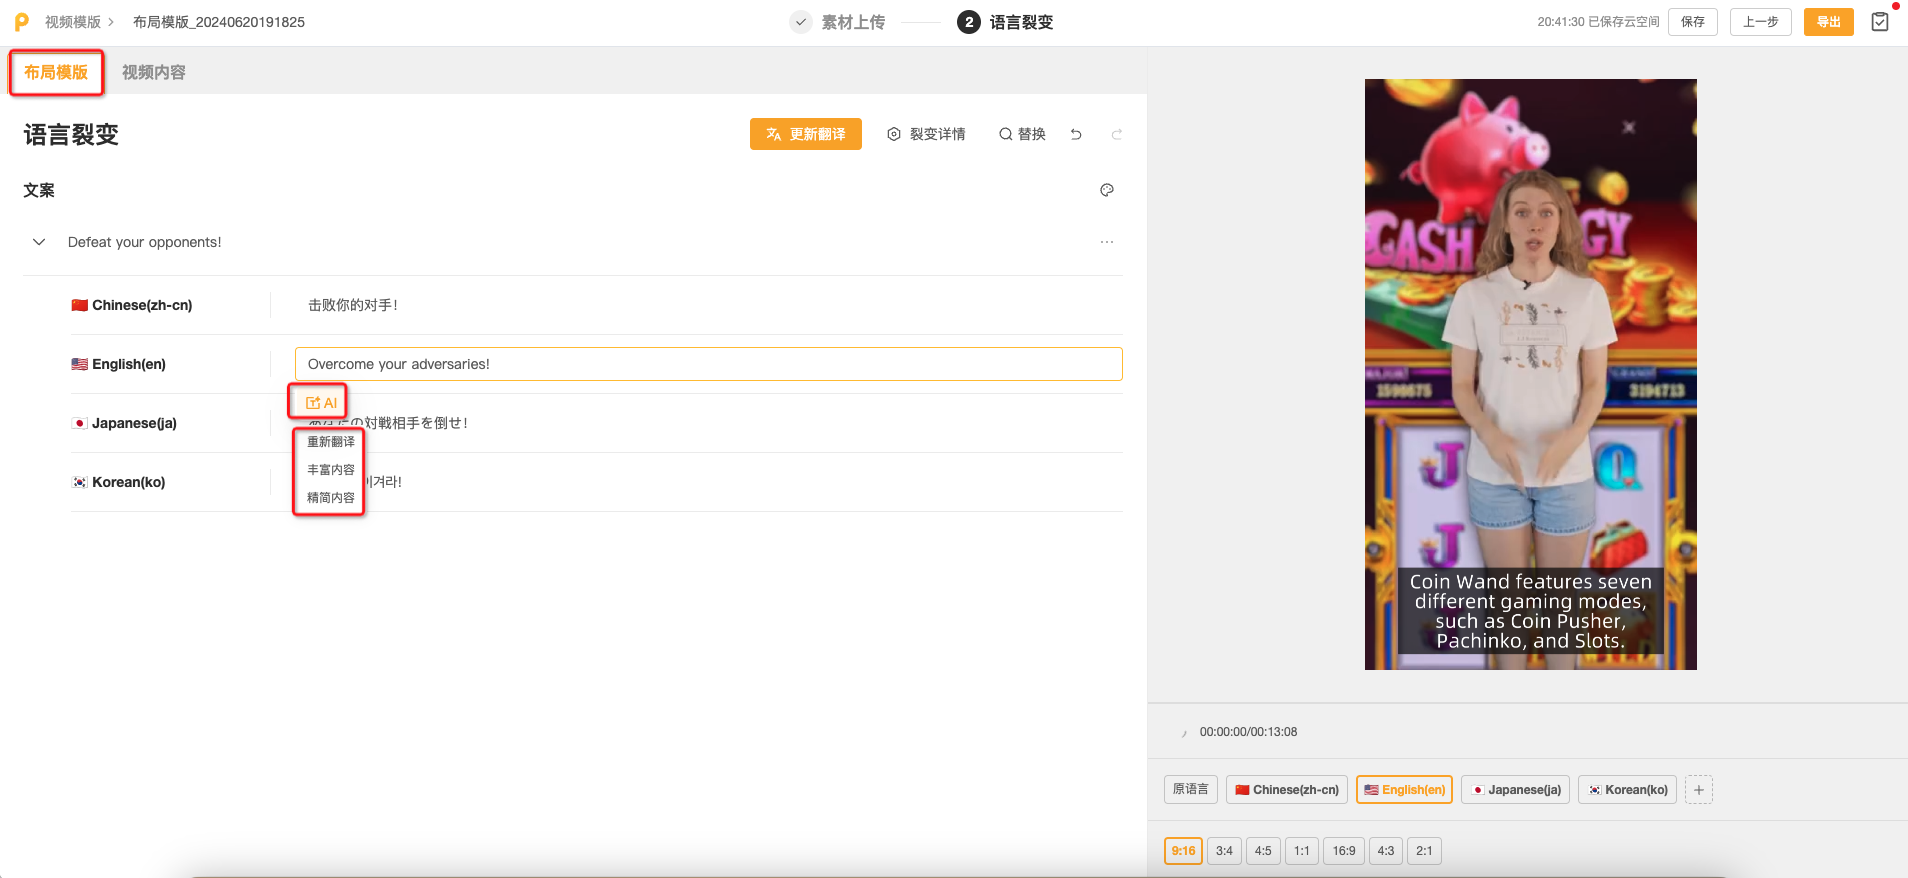 视频模版
布局模版_20240620191825
素材上传
2
语言裂变
20:41:30 已保存云空间
保存
上一步
导出
布局模版
视频内容
语言裂变
更新翻译
裂变详情
替换
文案
Defeat your opponents!
Chinese(zh-cn)
击败你的对手！
English(en)
Overcome your adversaries!
AI
Japanese(ja)
の対戦相手を倒せ！
重新翻译
丰富内容
Korean(ko)
이겨라!
精简内容
CASH
GY
MAJOR
GRAND
1598675
3194713
J
Q
J
Coin Wand features seven
different gaming modes,
such as Coin Pusher,
Pachinko, and Slots.
00:00:00/00:13:08
原语言
Chinese(zh-cn)
English(en)
Japanese(ja)
Korean(ko)
9:16
3:4
4:5
1:1
16:9
4:3
2:1